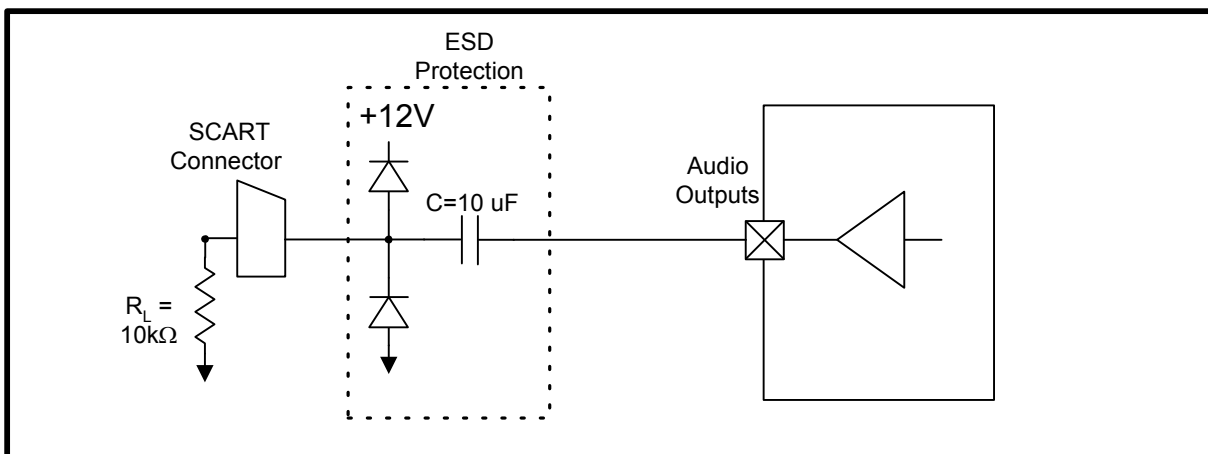 ESD
Protection
+12V
SCART
Connector
Audio
Outputs
C=10 uF
R_L =
10kΩ